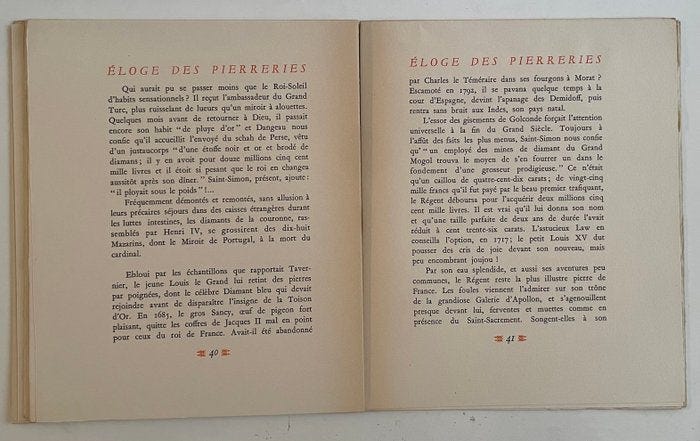 ÉLOGE DES PIERRERIES
Qui aurait pu se passer moins que le Roi-Soleil
d'habits sensationnels? Il reçut l'ambassadeur du Grand
Turc, plus ruisselant de lueurs qu'un miroir à alouettes.
Quelques mois avant de retourner à Dieu, il passait
encore son habit "de pluye d'or" et Dangeau nous
confie qu'il accueillit l'envoyé du schah de Perse, vêtu
d'un justaucorps "d'une étoffe noir et or et brodé de
diamans; il y en avoit pour douze millions cinq cent
mille livres et il étoit si pesant que le roi en changea
aussitôt après son dîner." Saint-Simon, présent, ajoute:
"il ployait sous le poids"!...
Fréquemment démontés et remontés, sans allusion à
leurs précaires séjours dans des caisses étrangères durant
les luttes intestines, les diamants de la couronne, ras-
semblés par Henri IV, se grossirent des dix-huit
Mazarins, dont le Miroir de Portugal, à la mort du
cardinal.
Ebloui par les échantillons que rapportait Taver-
nier, le jeune Louis le Grand lui retint des pierres
par poignées, dont le célèbre Diamant bleu qui devait
rejoindre avant de disparaître l'insigne de la Toison
d'Or. En 1685, le gros Sancy, œuf de pigeon fort
plaisant, quitte les coffres de Jacques II mal en point
pour ceux du roi de France. Avait-il été abandonné
40
ÉLOGE DES PIERRERIES
par Charles le Téméraire dans ses fourgons à Morat?
Escamoté en 1792, il se pavana quelque temps à la
cour d'Espagne, devint l'apanage des Demidoff, puis
rentra sans bruit aux Indes, son pays natal.
L'essor des gisements de Golconde forçait l'attention
universelle à la fin du Grand Siècle. Toujours à
l'affût des faits les plus menus, Saint-Simon nous confie
qu'"un employé des mines de diamant du Grand
Mogol trouva le moyen de s'en fourrer un dans le
fondement d'une grosseur prodigieuse." Ce n'était
qu'un caillou de quatre-cent-dix carats; de vingt-cinq
mille francs qu'il fut payé par le beau premier trafiquant,
le Régent déboursa pour l'acquérir deux millions cinq
cent mille livres. Il est vrai qu'il lui donna son nom
et qu'une taille parfaite de deux ans de durée l'avait
réduit à cent trente-six carats. L'astucieux Law en
conseilla l'option, en 1717; le petit Louis XV dut
pousser des cris de joie devant son nouveau, mais
peu encombrant joujou!
Par son eau splendide, et aussi ses aventures peu
communes, le Régent reste la plus illustre pierre de
France. Les foules viennent l'admirer sur son trône
de la grandiose Galerie d'Apollon, et s'agenouillent
presque devant lui, ferventes et muettes comme en
présence du Saint-Sacrement. Songent-elles à son
41